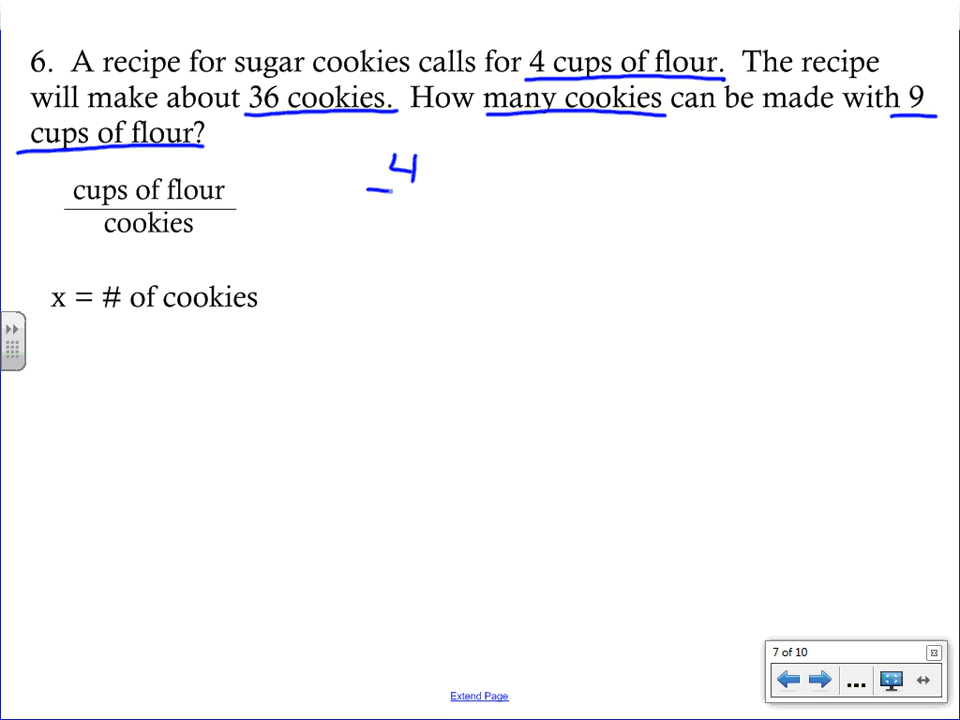 6. A recipe for sugar cookies calls for 4 cups of flour. The recipe
will make about 36 cookies. How many cookies can be made with 9
cups of flour?
4
cups of flour
cookies
x = # of cookies
7 of 10
...
Extend Page